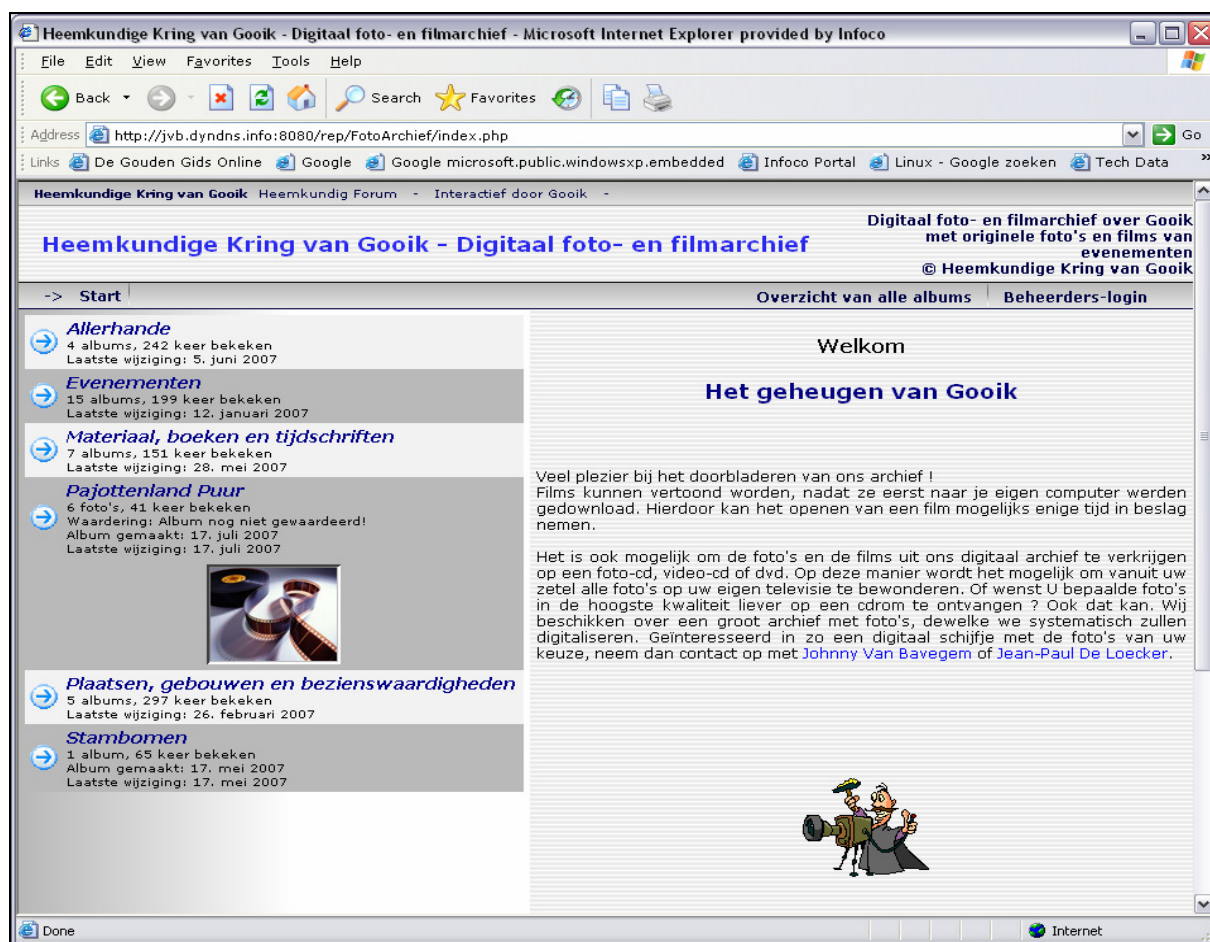 Heemkundige Kring van Gooik - Digitaal foto- en filmarchief - Microsoft Internet Explorer provided by Infoco
File Edit View Favorites Tools Help
Back Search Favorites
Address http://jvb.dyndns.info:8080/rep/FotoArchief/index.php Go
Links De Gouden Gids Online Google Google microsoft.public.windowsxp.embedded Infoco Portal Linux - Google zoeken Tech Data »
Heemkundige Kring van Gooik Heemkundig Forum - Interactief door Gooik -
Heemkundige Kring van Gooik - Digitaal foto- en filmarchief
Digitaal foto- en filmarchief over Gooik
met originele foto's en films van
evenementen
© Heemkundige Kring van Gooik
-> Start
Overzicht van alle albums Beheerders-login
Allerhande
4 albums, 242 keer bekeken
Laatste wijziging: 5. juni 2007
Evenementen
15 albums, 199 keer bekeken
Laatste wijziging: 12. januari 2007
Materiaal, boeken en tijdschriften
7 albums, 151 keer bekeken
Laatste wijziging: 28. mei 2007
Pajottenland Puur
6 foto's, 41 keer bekeken
Waardering: Album nog niet gewaardeerd!
Album gemaakt: 17. juli 2007
Laatste wijziging: 17. juli 2007
Plaatsen, gebouwen en bezienswaardigheden
5 albums, 297 keer bekeken
Laatste wijziging: 26. februari 2007
Stambomen
1 album, 65 keer bekeken
Album gemaakt: 17. mei 2007
Laatste wijziging: 17. mei 2007
Welkom
Het geheugen van Gooik
Veel plezier bij het doorbladeren van ons archief !
Films kunnen vertoond worden, nadat ze eerst naar je eigen computer werden
gedownload. Hierdoor kan het openen van een film mogelijks enige tijd in beslag
nemen.
Het is ook mogelijk om de foto's en de films uit ons digitaal archief te verkrijgen
op een foto-cd, video-cd of dvd. Op deze manier wordt het mogelijk om vanuit uw
zetel alle foto's op uw eigen televisie te bewonderen. Of wenst U bepaalde foto's
in de hoogste kwaliteit liever op een cdrom te ontvangen ? Ook dat kan. Wij
beschikken over een groot archief met foto's, dewelke we systematisch zullen
digitaliseren. Geïnteresseerd in zo een digitaal schijfje met de foto's van uw
keuze, neem dan contact op met Johnny Van Bavegem of Jean-Paul De Loecker.
Done Internet